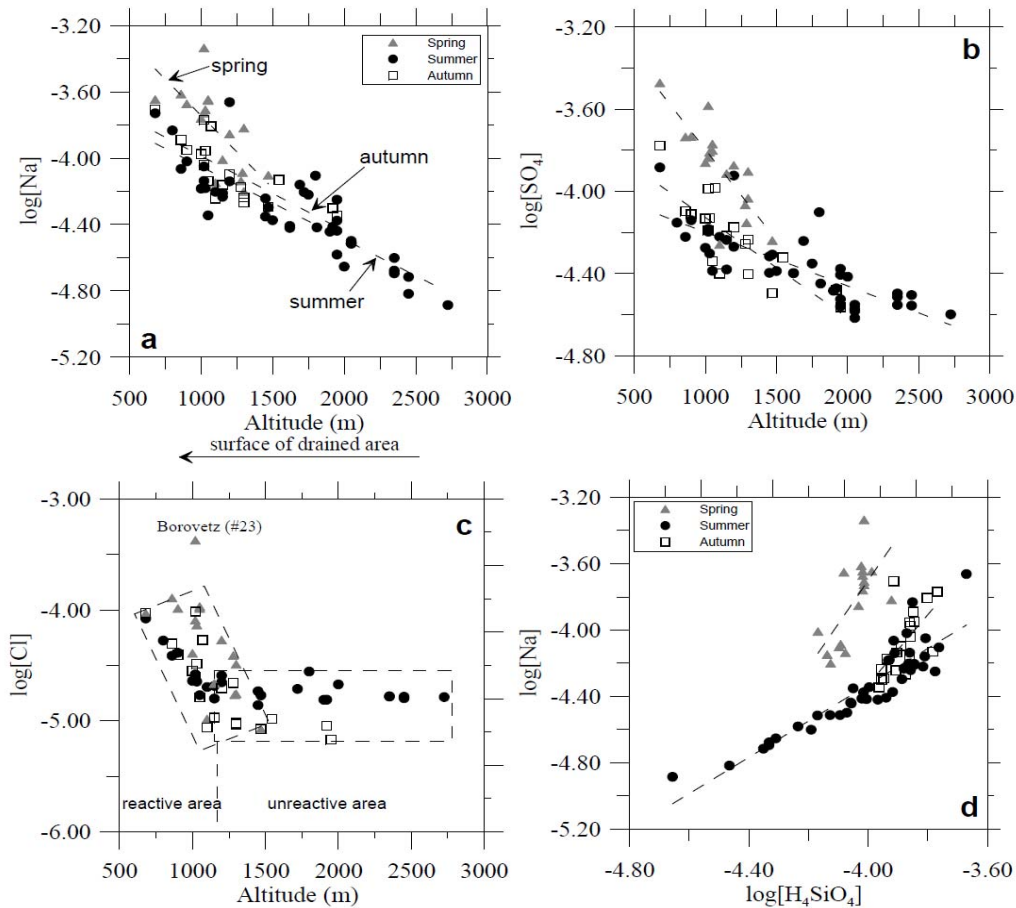 -3.20
a
Spring
Summer
Autumn
spring
-3.60
autumn
log[Na]
-4.00
-4.40
summer
-4.80
-5.20
500 1000 1500 2000 2500 3000
Altitude (m)
surface of drained area
-3.20
b
-3.60
log[SO4]
-4.00
-4.40
-4.80
500 1000 1500 2000 2500 3000
Altitude (m)
-3.00
Borovetz (#23)
c
-4.00
log[Cl]
-5.00
reactive area
unreactive area
-6.00
500 1000 1500 2000 2500 3000
Altitude (m)
-3.20
Spring
Summer
Autumn
-3.60
log[Na]
-4.00
-4.40
-4.80
d
-5.20
-4.80 -4.40 -4.00 -3.60
log[H4SiO4]